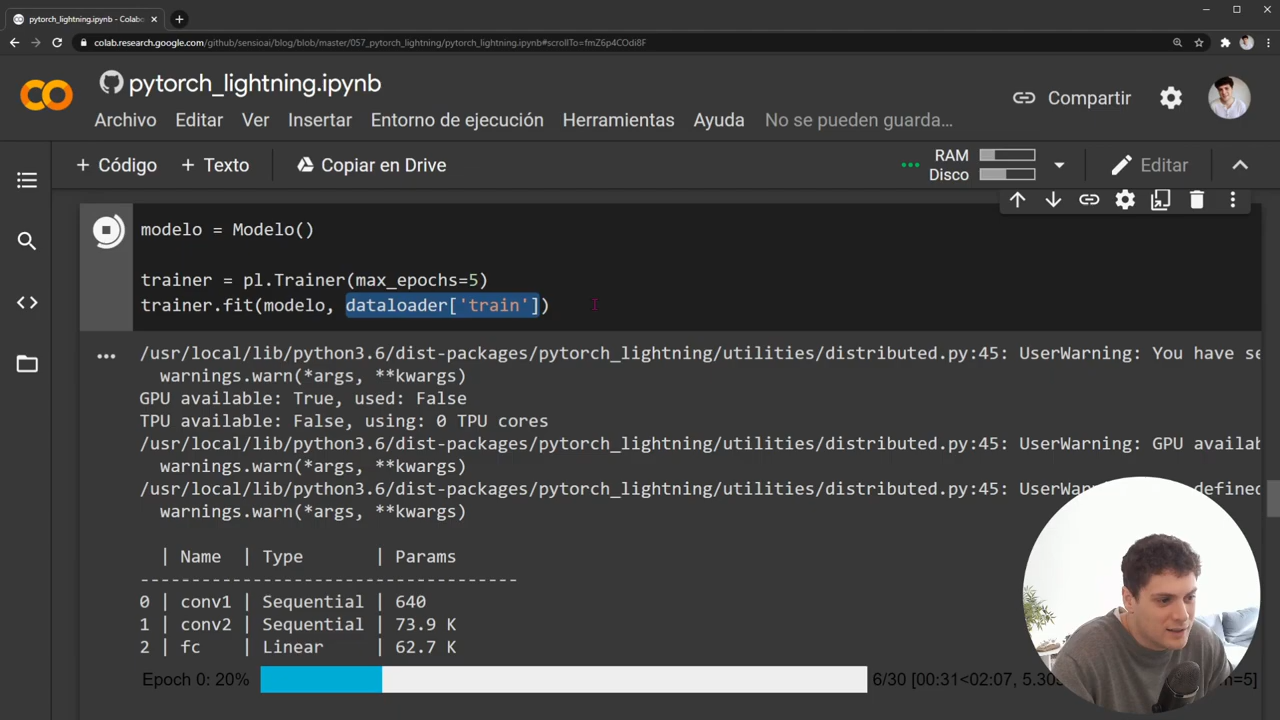 pytorch_lightning.ipynb - Colabo
colab.research.google.com/github/sensioai/blog/blob/master/057_pytorch_lightning/pytorch_lightning.ipynb#scrollTo=fmZ6p4COdi8F
pytorch_lightning.ipynb
Compartir
Archivo Editar Ver Insertar Entorno de ejecución Herramientas Ayuda No se pueden guarda...
+ Código + Texto Copiar en Drive
RAM
Disco
Editar
modelo = Modelo()
trainer = pl.Trainer(max_epochs=5)
trainer.fit(modelo, dataloader['train'])
/usr/local/lib/python3.6/dist-packages/pytorch_lightning/utilities/distributed.py:45: UserWarning: You have se
warnings.warn(*args, **kwargs)
GPU available: True, used: False
TPU available: False, using: 0 TPU cores
/usr/local/lib/python3.6/dist-packages/pytorch_lightning/utilities/distributed.py:45: UserWarning: GPU availab
warnings.warn(*args, **kwargs)
/usr/local/lib/python3.6/dist-packages/pytorch_lightning/utilities/distributed.py:45: defined
warnings.warn(*args, **kwargs)
| Name | Type | Params
--------------------------------------
0 | conv1 | Sequential | 640
1 | conv2 | Sequential | 73.9 K
2 | fc | Linear | 62.7 K
Epoch 0: 20% 6/30 [00:31<02:07,